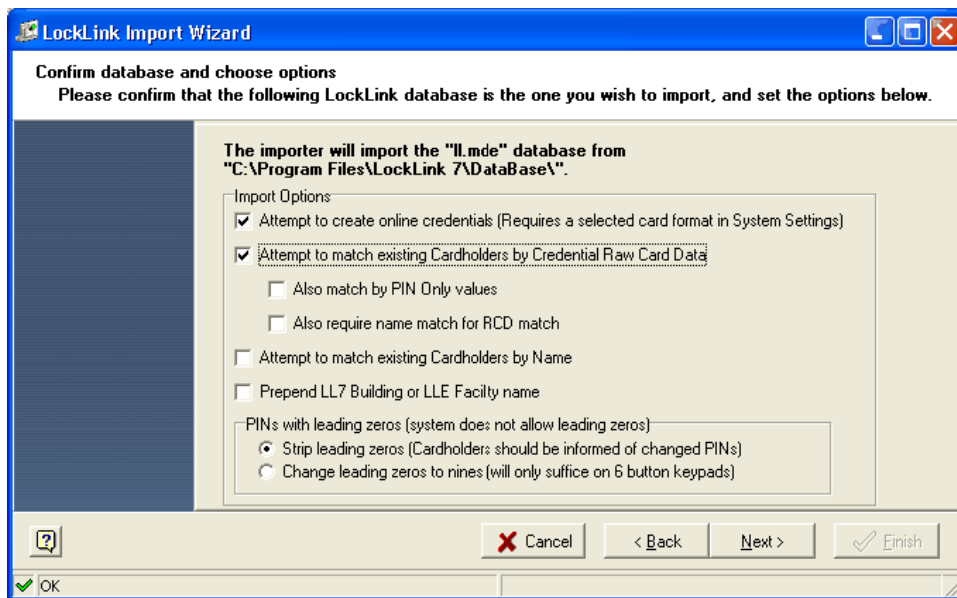 LockLink Import Wizard
Confirm database and choose options
Please confirm that the following LockLink database is the one you wish to import, and set the options below.
The importer will import the "ll.mde" database from
"C:\Program Files\LockLink 7\DataBase\".
Import Options
Attempt to create online credentials (Requires a selected card format in System Settings)
Attempt to match existing Cardholders by Credential Raw Card Data
Also match by PIN Only values
Also require name match for RCD match
Attempt to match existing Cardholders by Name
Prepend LL7 Building or LLE Facilty name
PINs with leading zeros (system does not allow leading zeros)
Strip leading zeros (Cardholders should be informed of changed PINs)
Change leading zeros to nines (will only suffice on 6 button keypads)
Cancel
< Back
Next >
Finish
OK